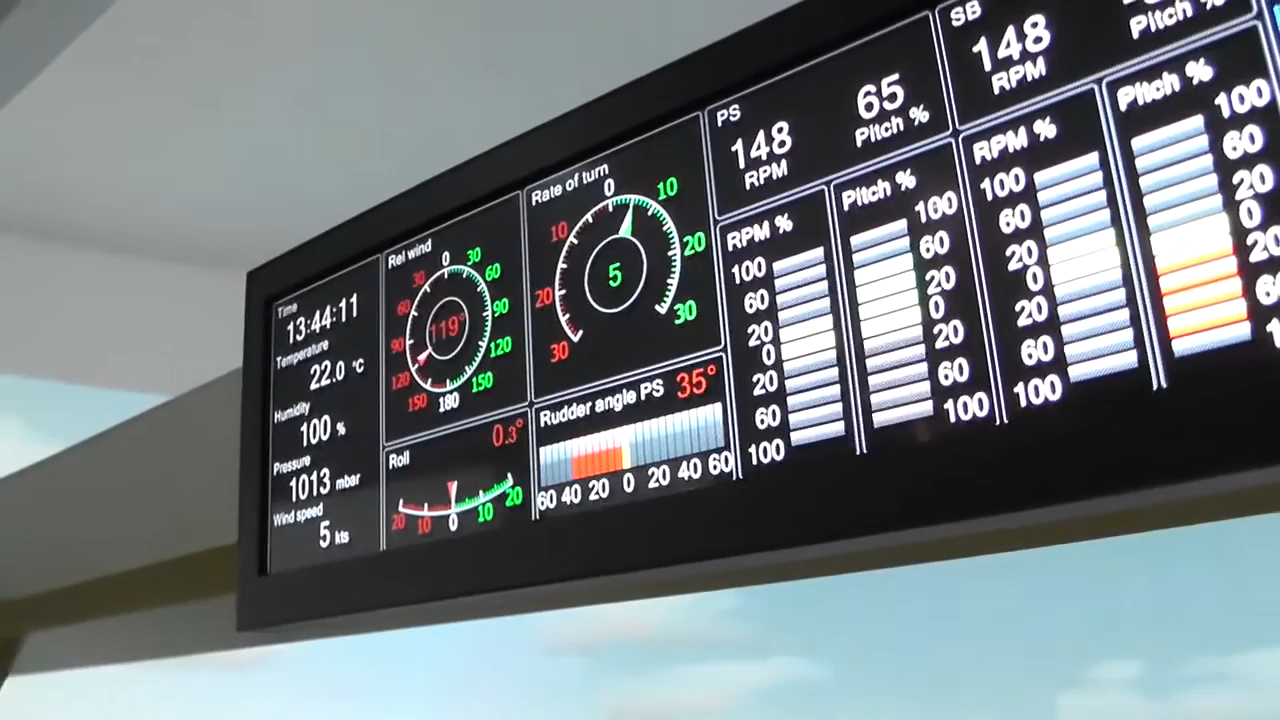 Time
13:44:11
Temperature
22.0 °C
Humidity
100 %
Pressure
1013 mbar
Wind speed
5 kts
Rel wind
0
30 30
60 60
90 90
120 120
150 150
180
119°
Roll
0.3°
20 10 0 10 20
Rate of turn
0
10 10
20 20
30 30
5
Rudder angle PS 35°
60 40 20 0 20 40 60
PS
148 65
RPM Pitch %
RPM %
100
60
20
0
20
60
100
Pitch %
100
60
20
0
20
60
100
SB
148
RPM Pitch %
RPM %
100
60
20
0
20
60
100
Pitch %
100
60
20
0